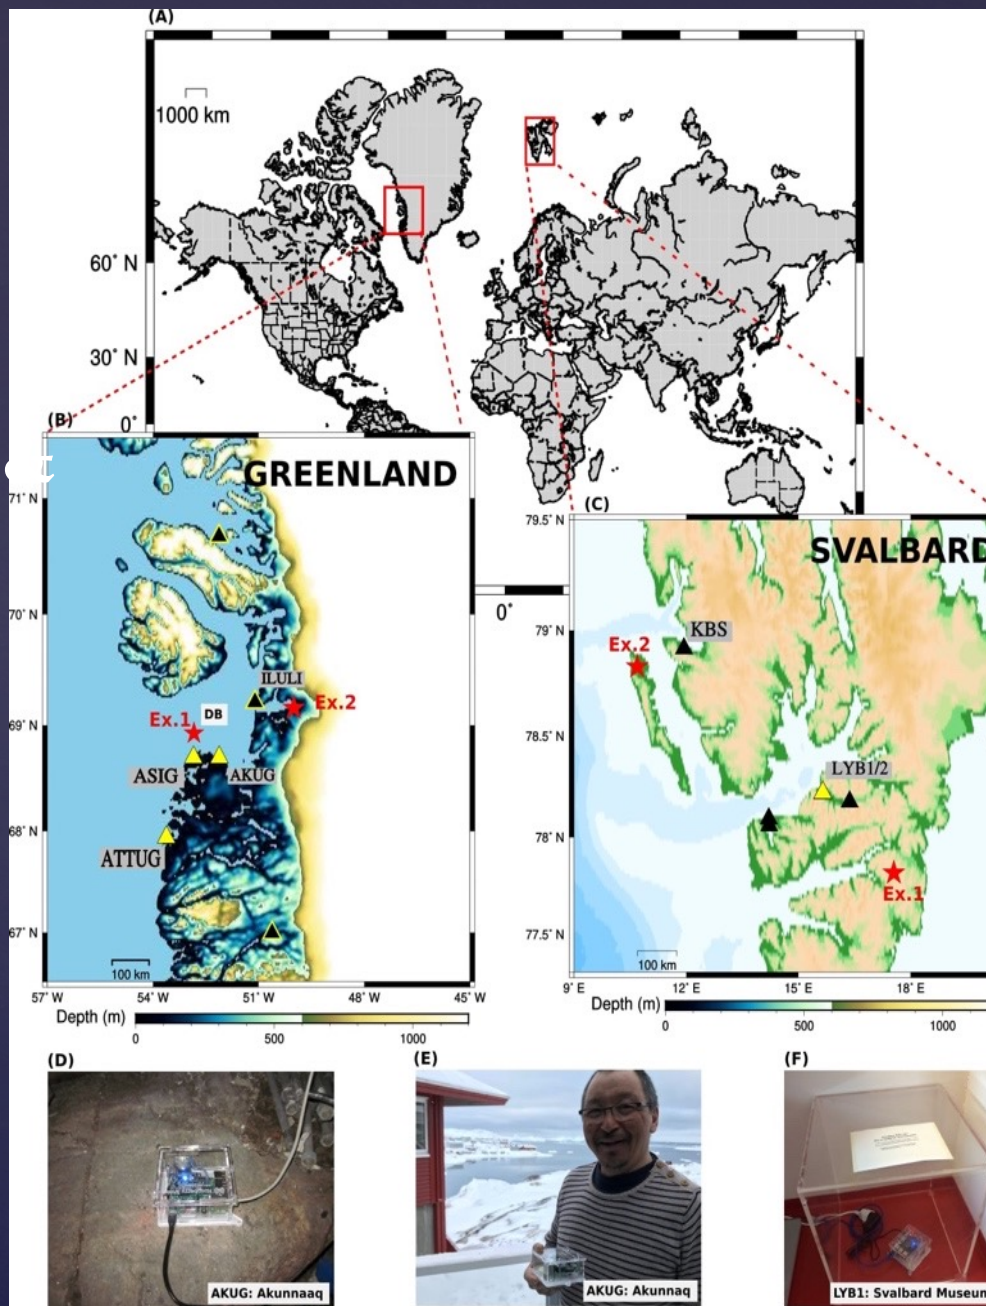 (A)
1000 km
60° N
30° N
0°
(B)
GREENLAND
71° N
70° N
69° N
68° N
67° N
ILULI
Ex.2
Ex.1
DB
ASIG
AKUG
ATTUG
100 km
57° W
54° W
51° W
48° W
45° W
Depth (m)
0
500
1000
0°
(C)
SVALBARD
79.5° N
79° N
78.5° N
78° N
77.5° N
KBS
Ex.2
LYB1/2
Ex.1
100 km
9° E
12° E
15° E
18° E
Depth (m)
0
500
1000
(D)
AKUG: Akunnaaq
(E)
AKUG: Akunnaq
(F)
LYB1: Svalbard Museum